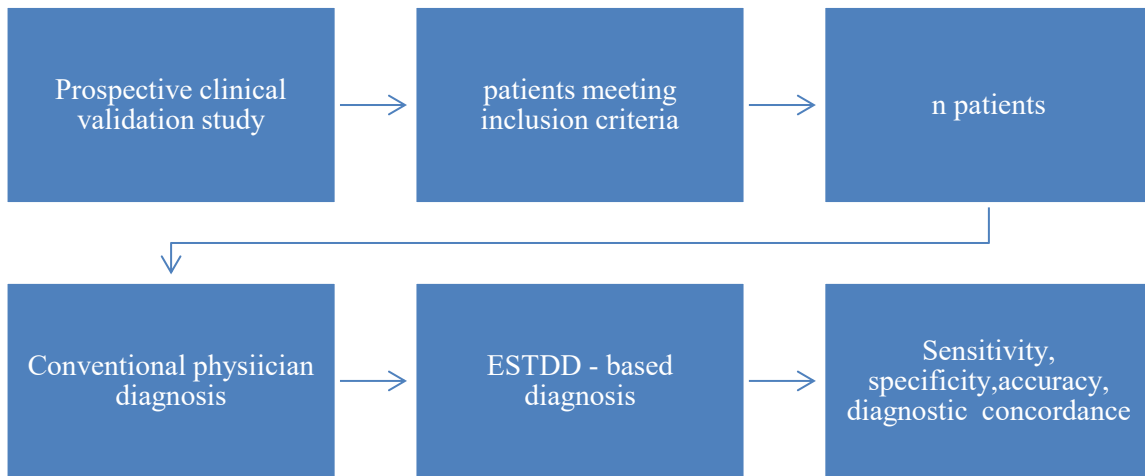 Prospective clinical
validation study
patients meeting
inclusion criteria
n patients
Conventional physiician
diagnosis
ESTDD - based
diagnosis
Sensitivity,
specificity,accuracy,
diagnostic  concordance